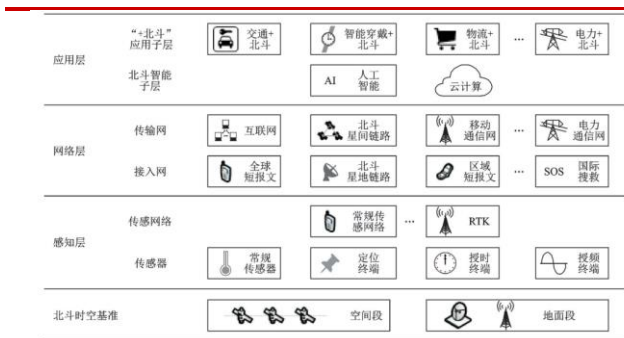 应用层
“+北斗”
应用子层
交通+
北斗
智能穿戴+
北斗
物流+
北斗
...
电力+
北斗
北斗智能
子层
AI
人工
智能
云计算
网络层
传输网
互联网
北斗
星间链路
移动
通信网
...
电力
通信网
接入网
全球
短报文
北斗
星地链路
区域
短报文
...
SOS
国际
搜救
感知层
传感网络
常规传
感网络
...
RTK
传感器
常规
传感器
定位
终端
授时
终端
授频
终端
北斗时空基准
空间段
地面段